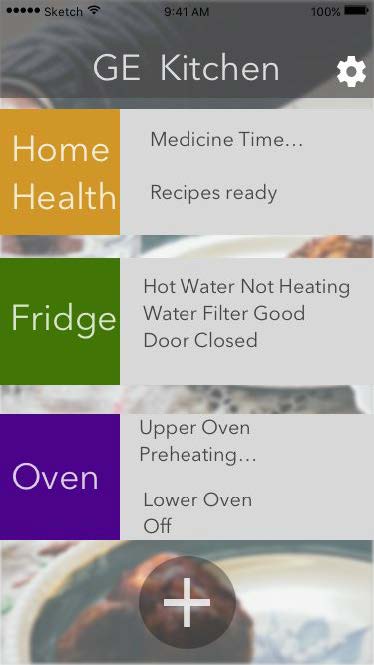 Sketch 9:41 AM 100%
GE Kitchen
Home
Health
Medicine Time…
Recipes ready
Fridge
Hot Water Not Heating
Water Filter Good
Door Closed
Oven
Upper Oven
Preheating…
Lower Oven
Off